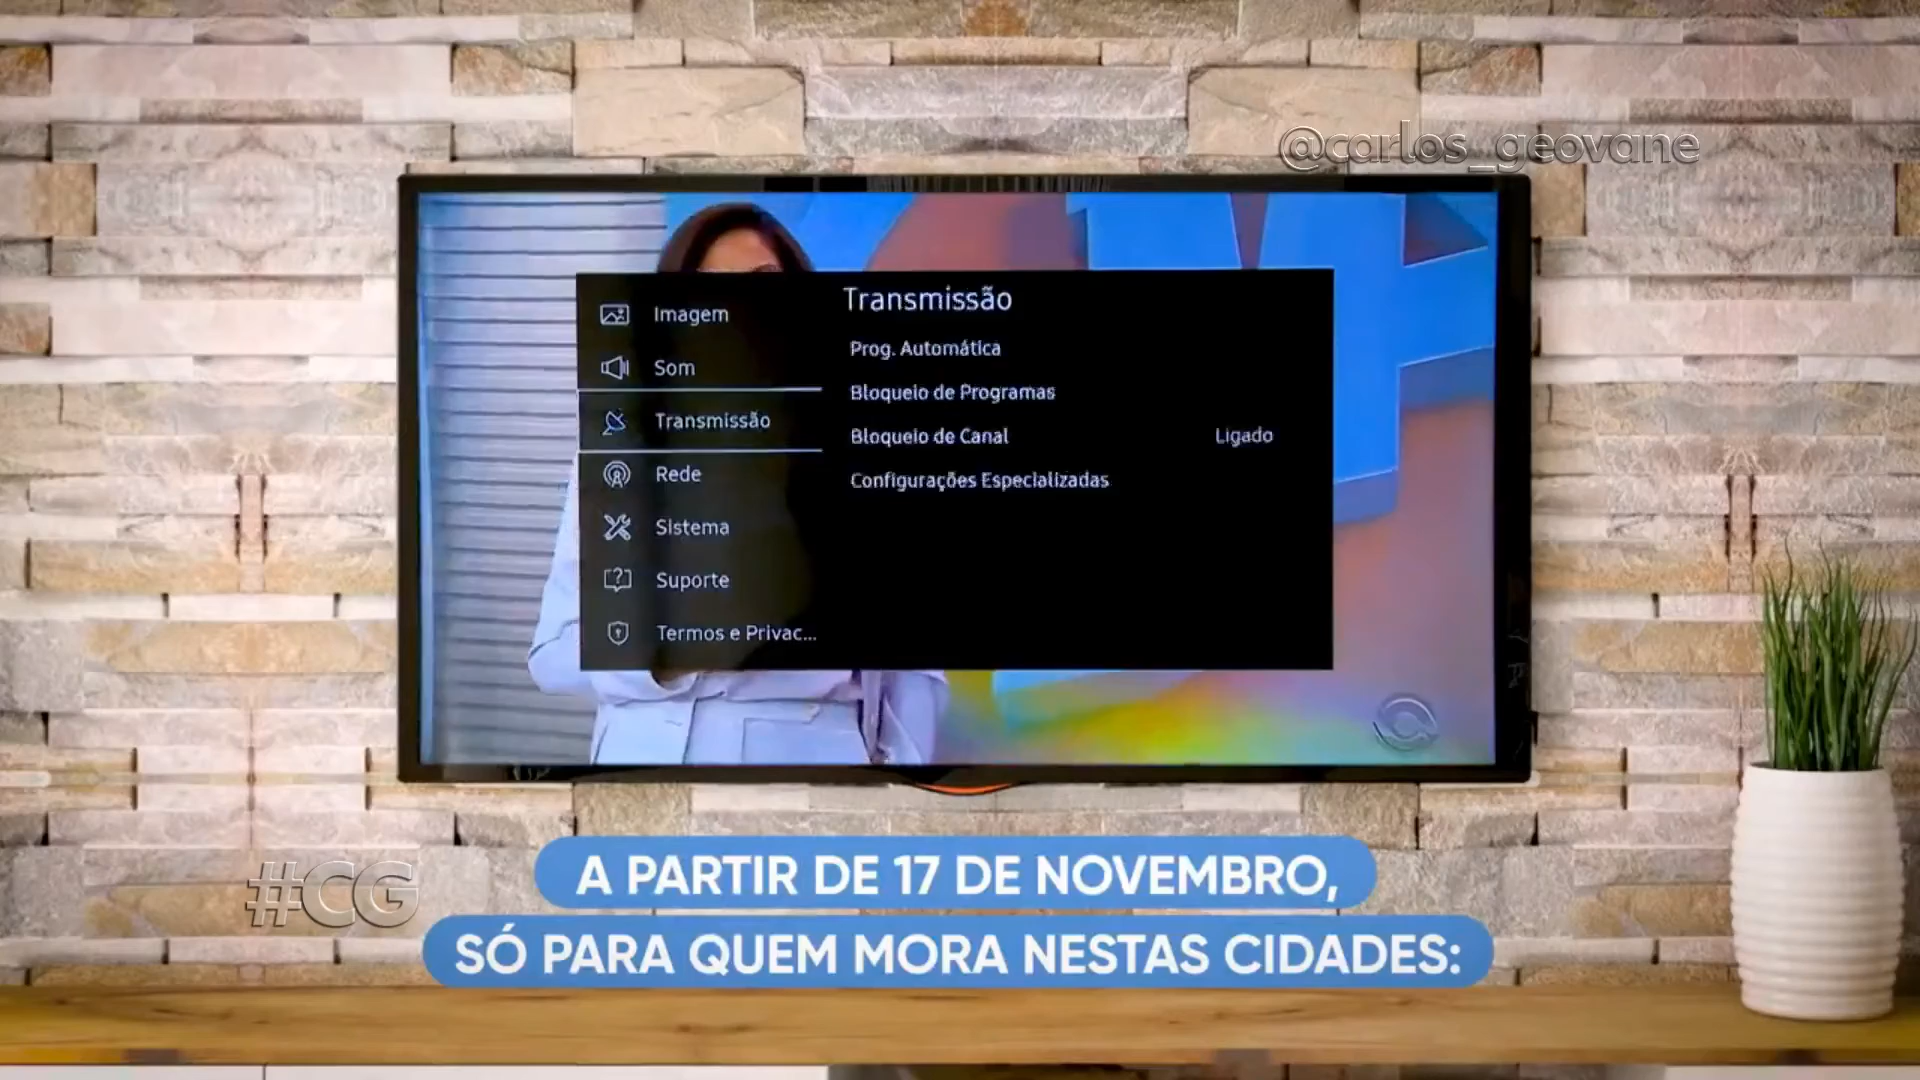 @carlos_geovane
Transmissão
Imagem
Som
Transmissão
Rede
Sistema
Suporte
Termos e Privac...
Prog. Automática
Bloqueio de Programas
Bloqueio de Canal Ligado
Configurações Especializadas
#CG
A PARTIR DE 17 DE NOVEMBRO,
SÓ PARA QUEM MORA NESTAS CIDADES: